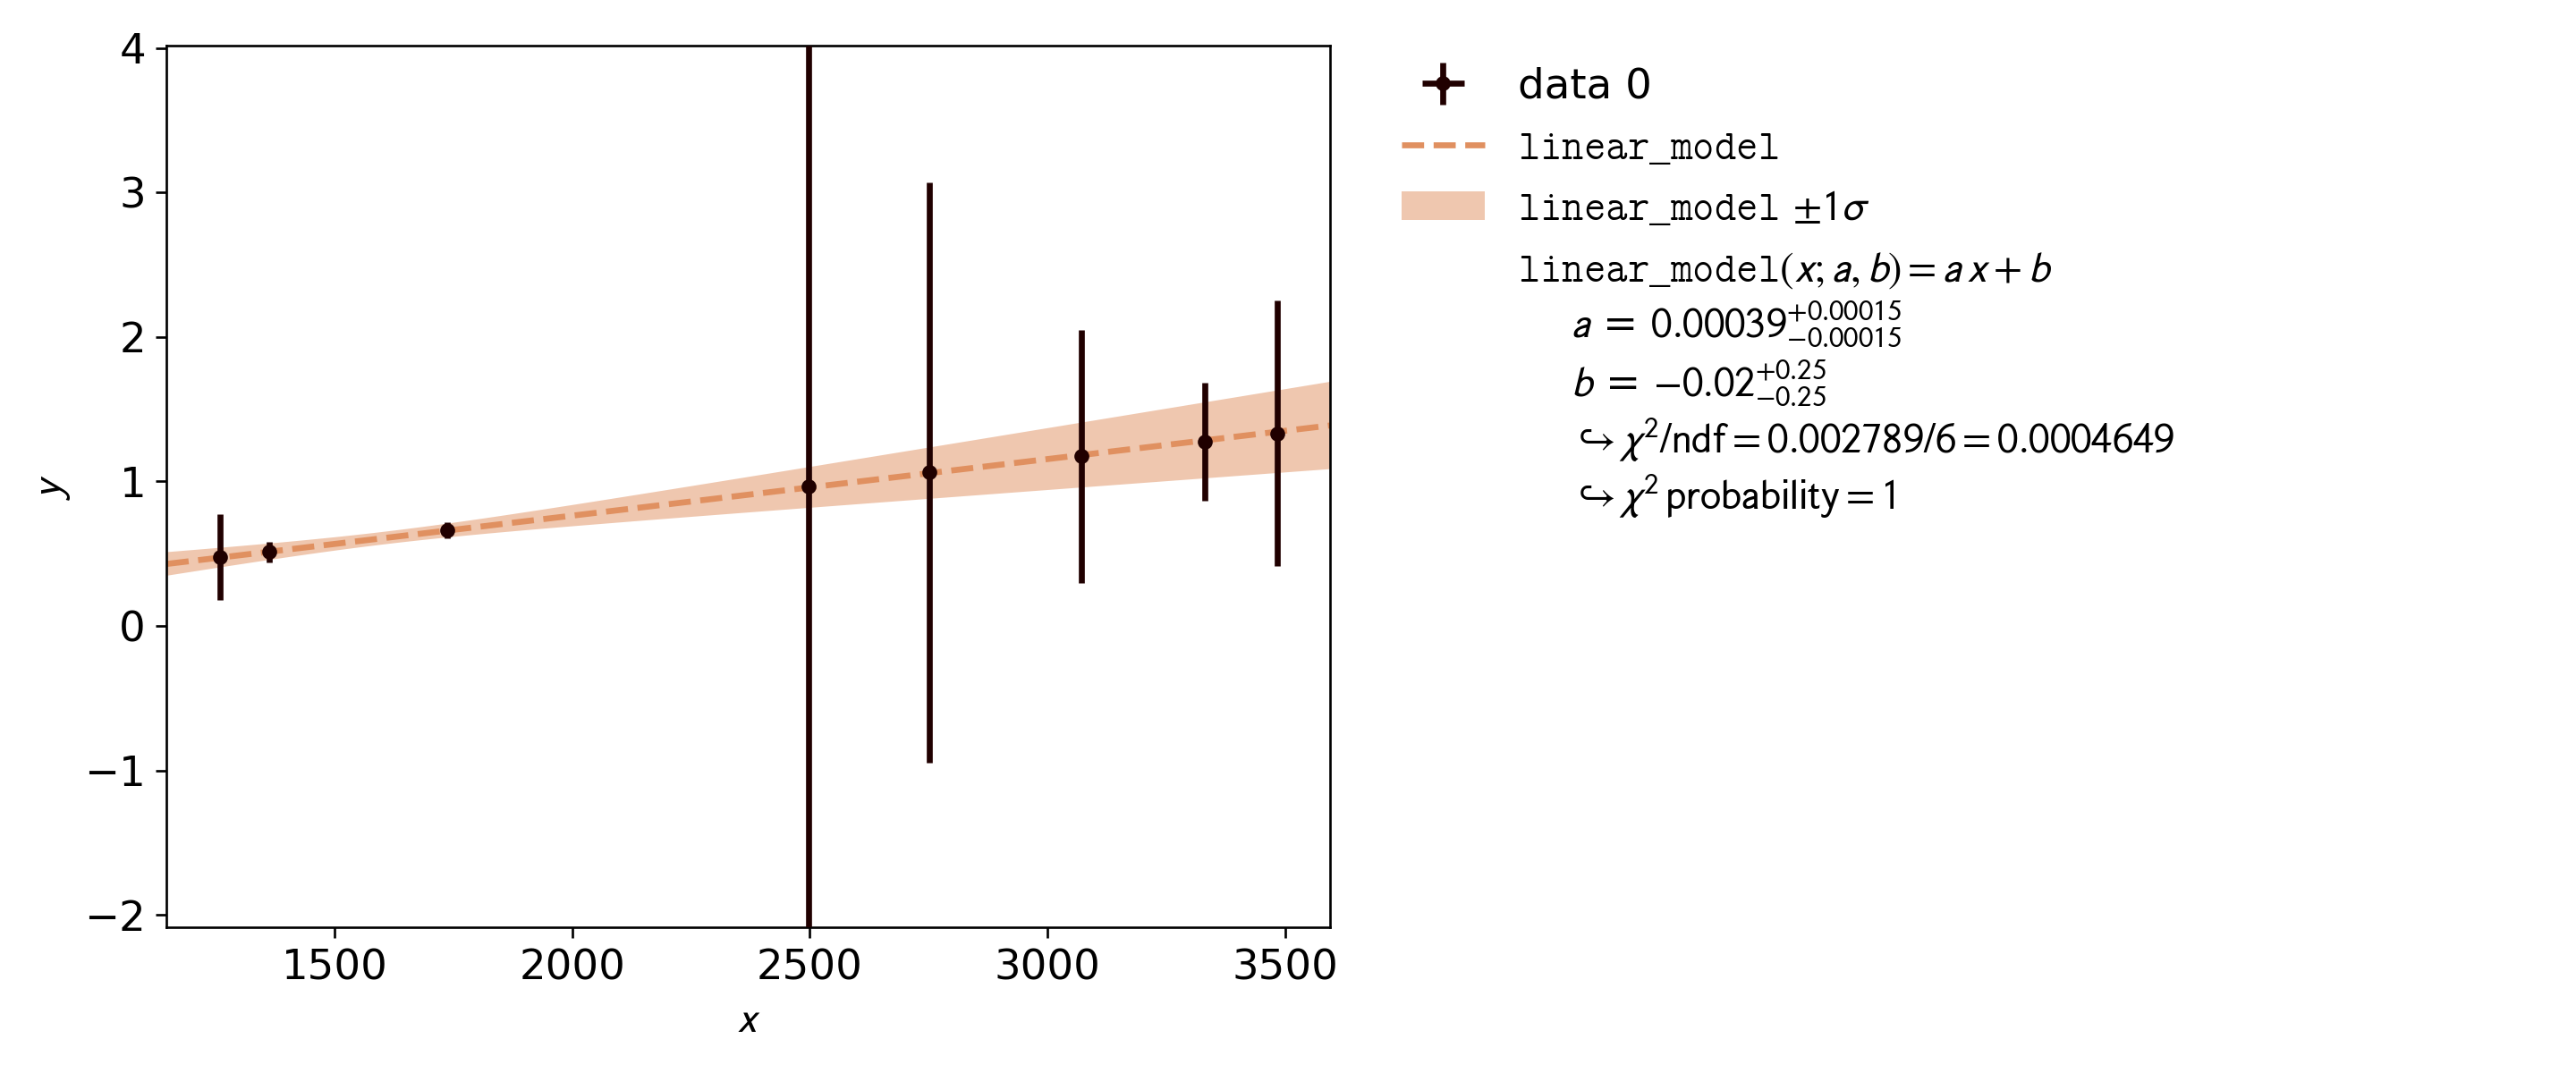 4
3
2
1
0
−1
−2
y
1500 2000 2500 3000 3500
x
data 0
linear_model
linear_model ±1σ
linear_model(x; a, b) = a x + b
a = 0.00039 +0.00015 −0.00015
b = −0.02 +0.25 −0.25
↪ χ²/ndf = 0.002789/6 = 0.0004649
↪ χ² probability = 1